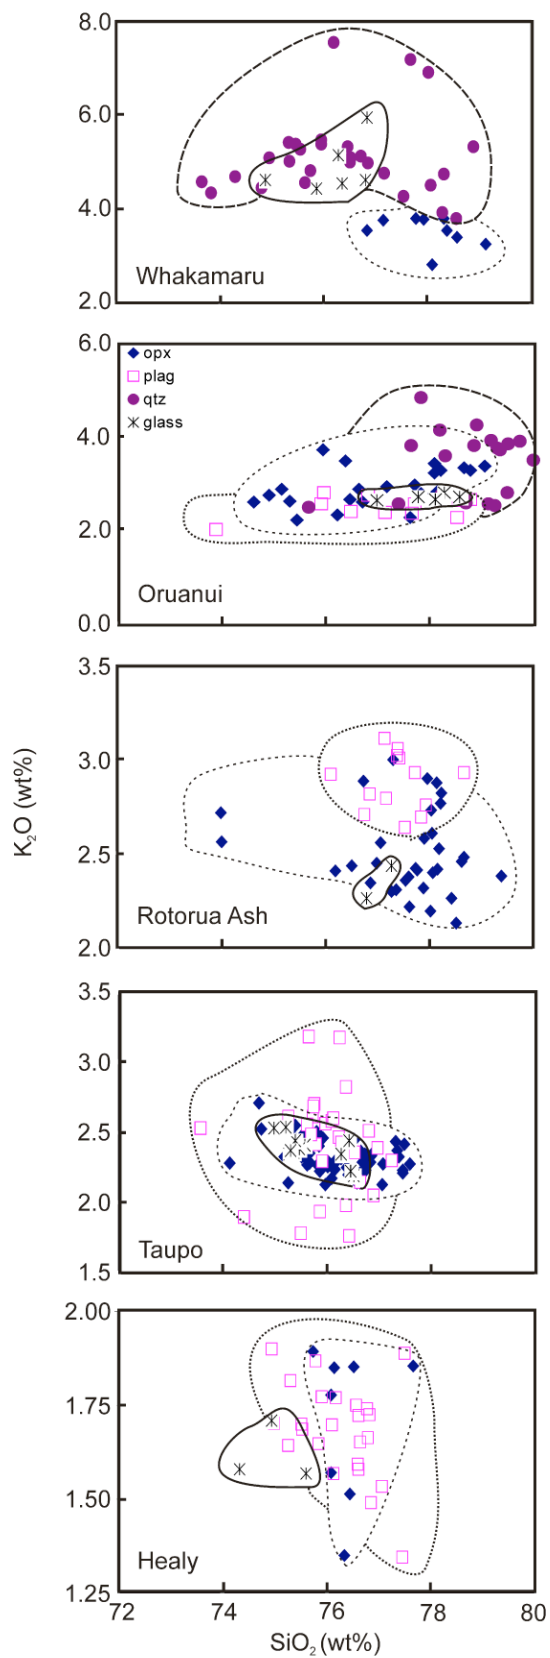 8.0
6.0
4.0
2.0
Whakamaru
6.0
4.0
2.0
0.0
opx
plag
qtz
glass
Oruanui
3.5
3.0
2.5
2.0
Rotorua Ash
K₂O (wt%)
3.5
3.0
2.5
2.0
1.5
Taupo
2.00
1.75
1.50
1.25
Healy
72 74 76 78 80
SiO₂ (wt%)